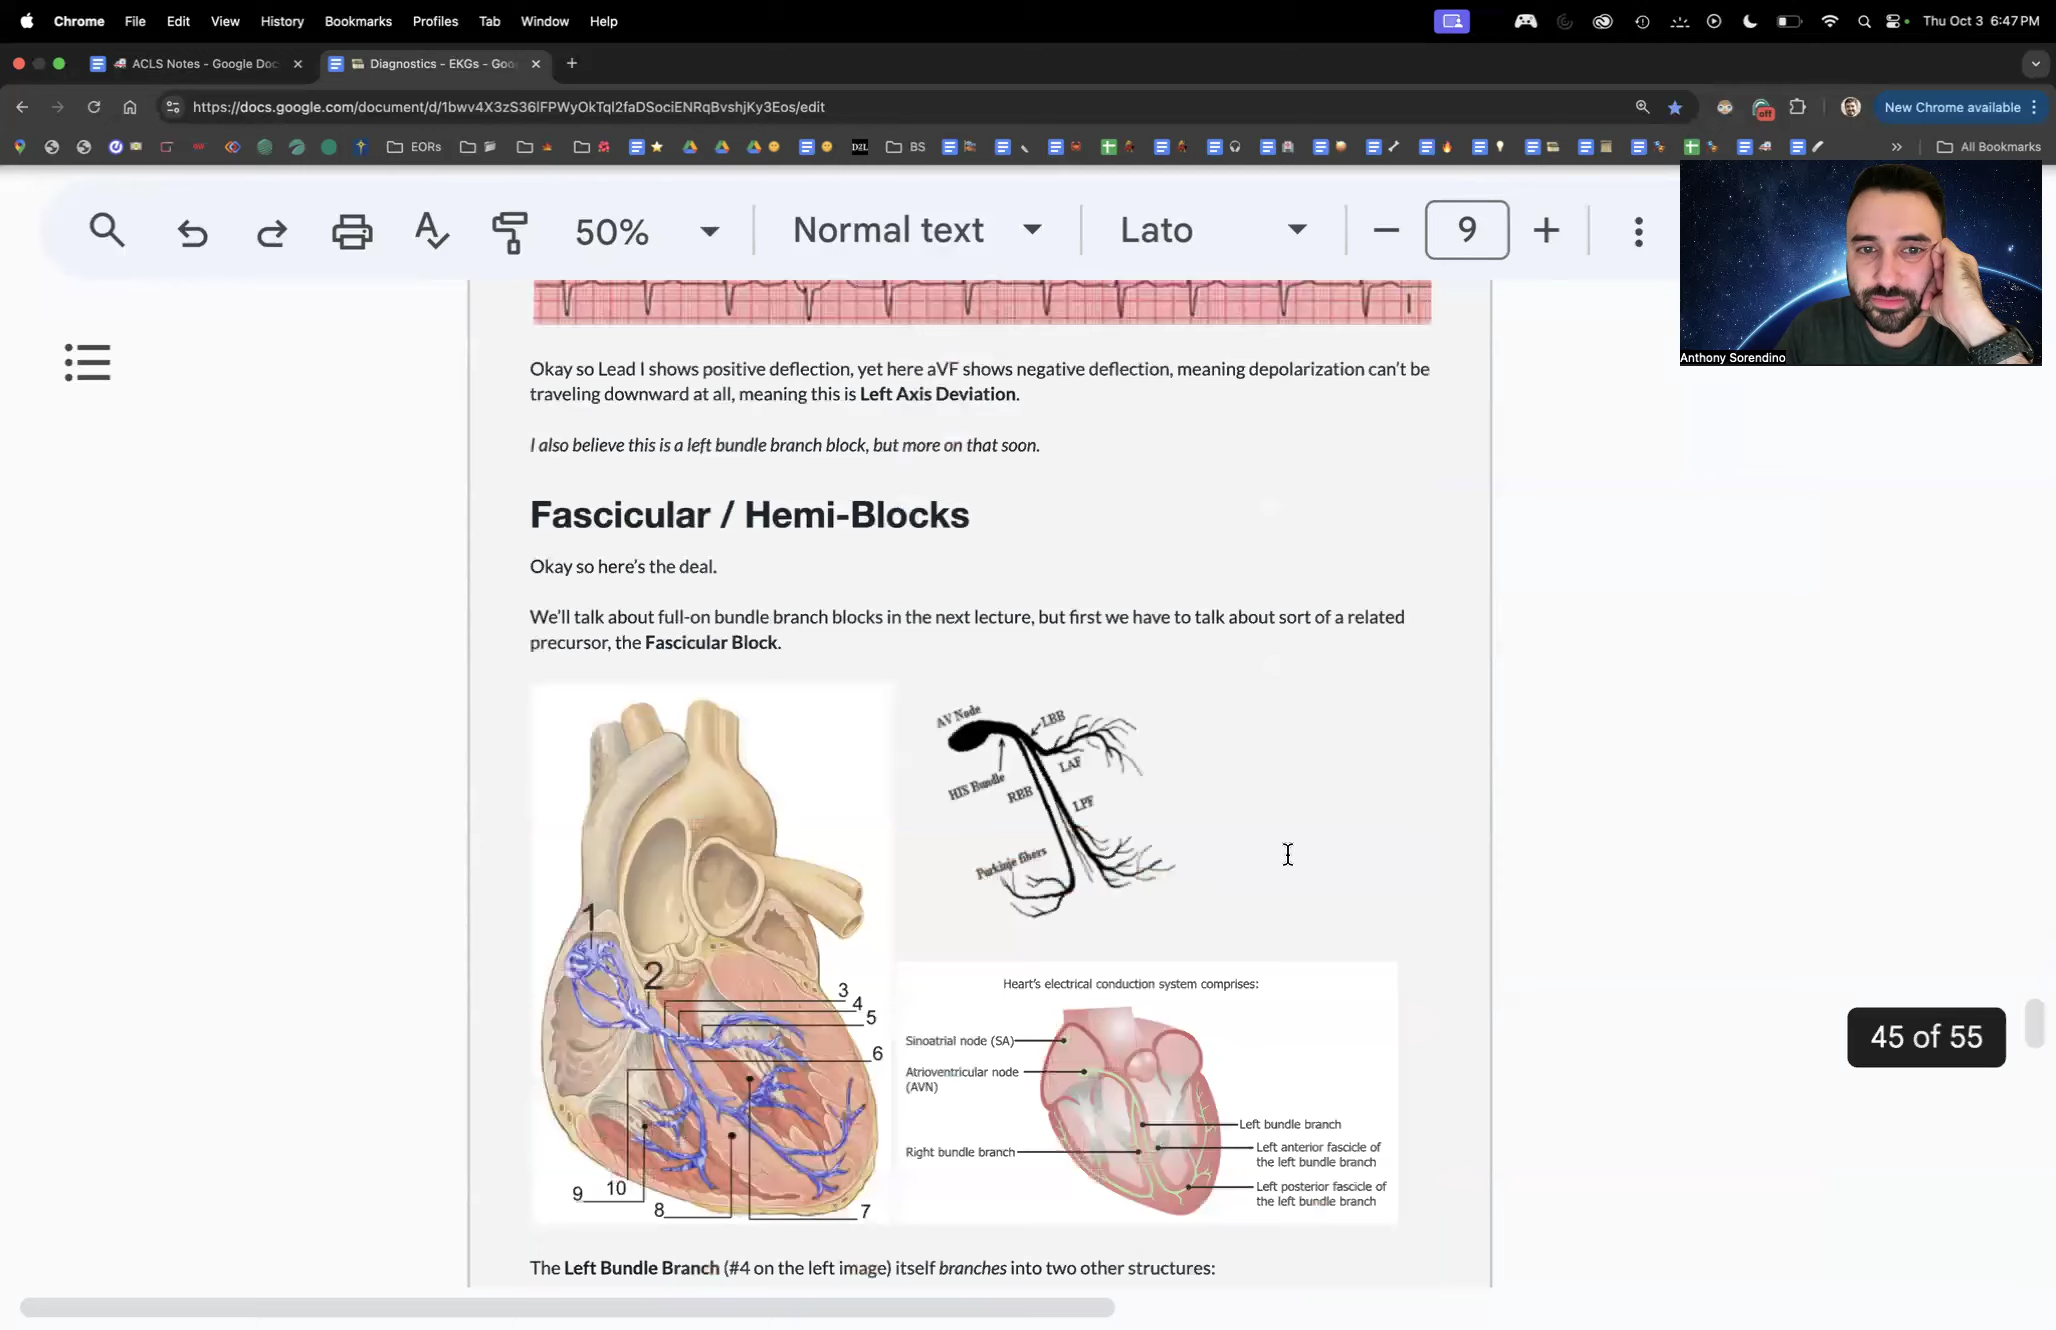 Chrome File Edit View History Bookmarks Profiles Tab Window Help Thu Oct 3 6:47 PM
ACLS Notes - Google Doc
Diagnostics - EKGs - Goo
https://docs.google.com/document/d/1bwv4X3zS36lFPWyOkTql2faDSociENRqBvshjKy3Eos/edit
off
New Chrome available
EORs
D2L
BS
All Bookmarks
50%
Normal text
Lato
9
Anthony Sorendino
Okay so Lead I shows positive deflection, yet here aVF shows negative deflection, meaning depolarization can't be
traveling downward at all, meaning this is Left Axis Deviation.
I also believe this is a left bundle branch block, but more on that soon.
Fascicular / Hemi-Blocks
Okay so here's the deal.
We'll talk about full-on bundle branch blocks in the next lecture, but first we have to talk about sort of a related
precursor, the Fascicular Block.
1
2
3
4
5
6
7
8
9
10
AV Node
LBB
LAF
HIS Bundle
RBB
LPF
Purkinje fibers
Heart's electrical conduction system comprises:
Sinoatrial node (SA)
Atrioventricular node
(AVN)
Right bundle branch
Left bundle branch
Left anterior fascicle of
the left bundle branch
Left posterior fascicle of
the left bundle branch
45 of 55
The Left Bundle Branch (#4 on the left image) itself branches into two other structures: